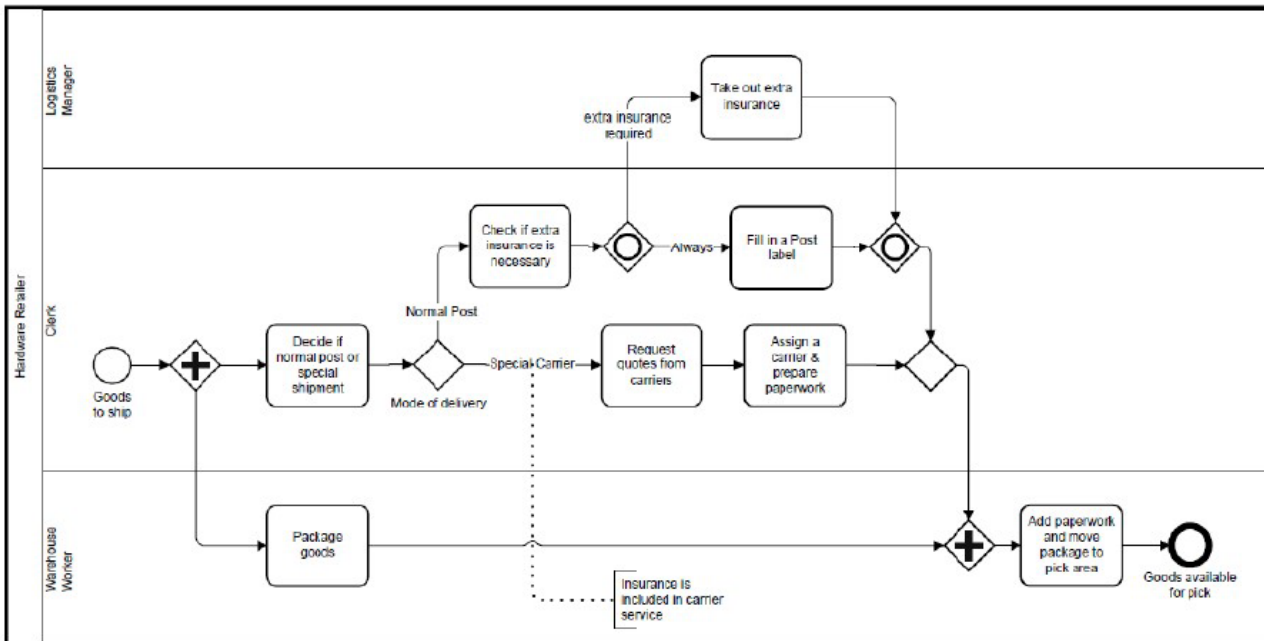 Hardware Retailer
Logistics
Manager
Take out extra
insurance
extra insurance
required
Clerk
Check if extra
insurance is
necessary
Always
Fill in a Post
label
Normal Post
Goods
to ship
Decide if
normal post or
special
shipment
Mode of delivery
Special Carrier
Request
quotes from
carriers
Assign a
carrier &
prepare
paperwork
Warehouse
Worker
Package
goods
Insurance is
included in carrier
service
Add paperwork
and move
package to
pick area
Goods available
for pick